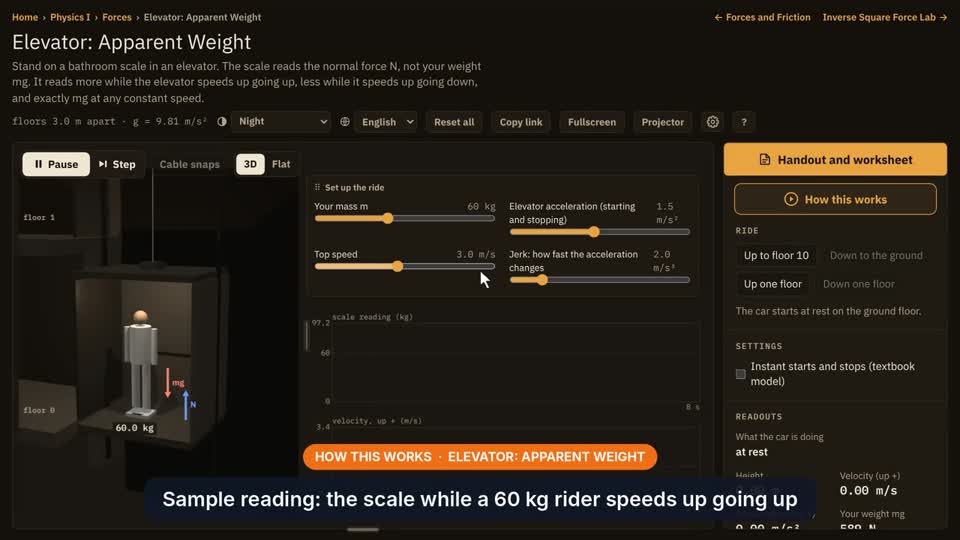 Home › Physics I › Forces › Elevator: Apparent Weight
← Forces and Friction
Inverse Square Force Lab →
Elevator: Apparent Weight
Stand on a bathroom scale in an elevator. The scale reads the normal force N, not your weight
mg. It reads more while the elevator speeds up going up, less while it speeds up going down,
and exactly mg at any constant speed.
floors 3.0 m apart · g = 9.81 m/s²
Night
English
Reset all
Copy link
Fullscreen
Projector
?
Pause
Step
Cable snaps
3D
Flat
floor 1
floor 0
mg
N
60.0 kg
Set up the ride
Your mass m
60 kg
Elevator acceleration (starting
and stopping)
1.5
m/s²
Top speed
3.0 m/s
Jerk: how fast the acceleration
changes
2.0
m/s³
scale reading (kg)
97.2
60
0
8 s
velocity, up + (m/s)
3.4
Handout and worksheet
How this works
RIDE
Up to floor 10
Down to the ground
Up one floor
Down one floor
The car starts at rest on the ground floor.
SETTINGS
Instant starts and stops (textbook
model)
READOUTS
What the car is doing
at rest
Height
Velocity (up +)
0.00 m/s
Your weight mg
589 N
HOW THIS WORKS · ELEVATOR: APPARENT WEIGHT
Sample reading: the scale while a 60 kg rider speeds up going up